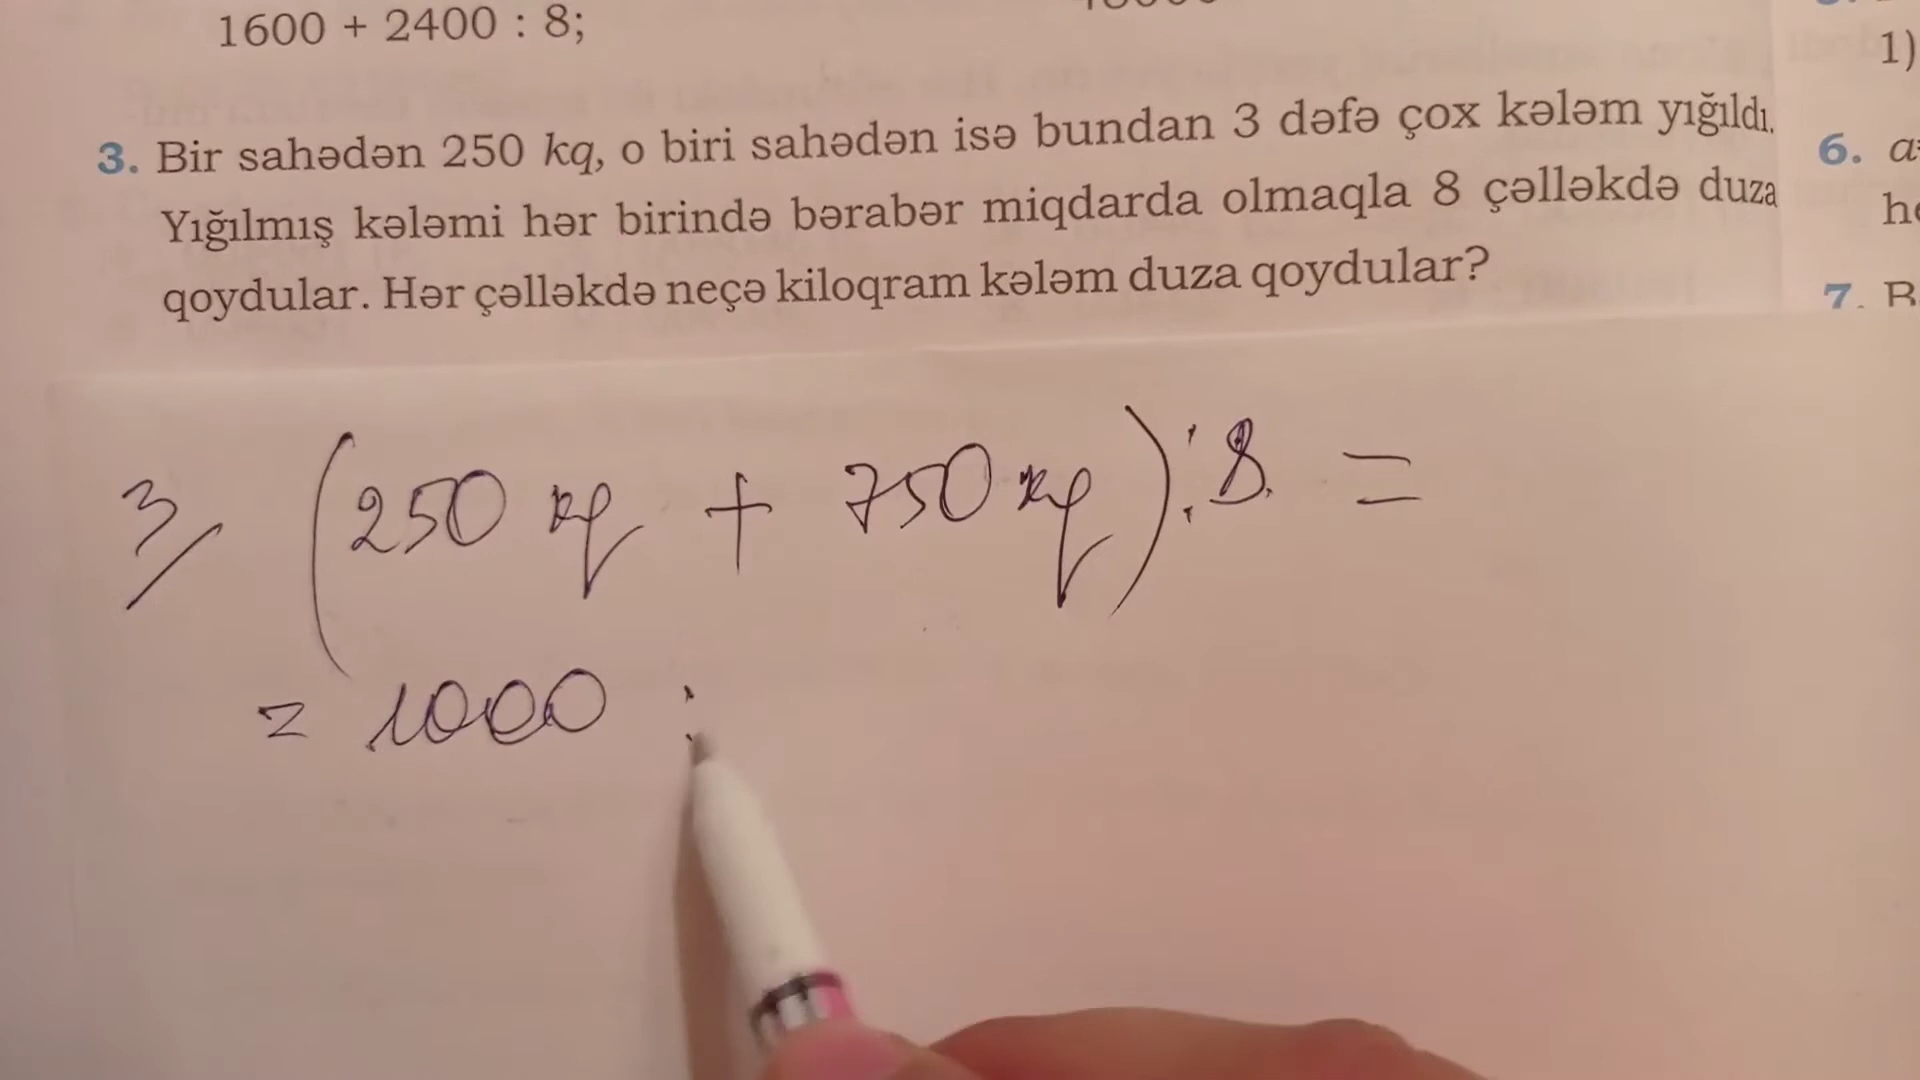 1600 + 2400 : 8;
1)
3. Bir sahədən 250 kq, o biri sahədən isə bundan 3 dəfə çox kələm yığıldı.
Yığılmış kələmi hər birində bərabər miqdarda olmaqla 8 çəlləkdə duza
qoydular. Hər çəlləkdə neçə kiloqram kələm duza qoydular?
6. a
7.
3/ (250 kq + 750 kq) : 8 =
= 1000 :